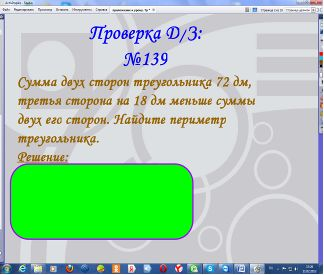 Проверка Д/З:
№139
Сумма двух сторон треугольника 72 дм,
третья сторона на 18 дм меньше суммы
двух его сторон. Найдите периметр
треугольника.
Решение: